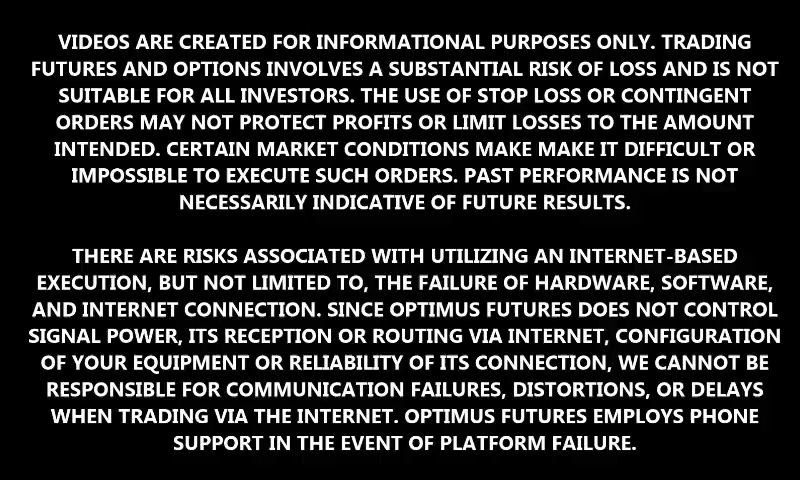 VIDEOS ARE CREATED FOR INFORMATIONAL PURPOSES ONLY. TRADING
FUTURES AND OPTIONS INVOLVES A SUBSTANTIAL RISK OF LOSS AND IS NOT
SUITABLE FOR ALL INVESTORS. THE USE OF STOP LOSS OR CONTINGENT
ORDERS MAY NOT PROTECT PROFITS OR LIMIT LOSSES TO THE AMOUNT
INTENDED. CERTAIN MARKET CONDITIONS MAKE MAKE IT DIFFICULT OR
IMPOSSIBLE TO EXECUTE SUCH ORDERS. PAST PERFORMANCE IS NOT
NECESSARILY INDICATIVE OF FUTURE RESULTS.
THERE ARE RISKS ASSOCIATED WITH UTILIZING AN INTERNET-BASED
EXECUTION, BUT NOT LIMITED TO, THE FAILURE OF HARDWARE, SOFTWARE,
AND INTERNET CONNECTION. SINCE OPTIMUS FUTURES DOES NOT CONTROL
SIGNAL POWER, ITS RECEPTION OR ROUTING VIA INTERNET, CONFIGURATION
OF YOUR EQUIPMENT OR RELIABILITY OF ITS CONNECTION, WE CANNOT BE
RESPONSIBLE FOR COMMUNICATION FAILURES, DISTORTIONS, OR DELAYS
WHEN TRADING VIA THE INTERNET. OPTIMUS FUTURES EMPLOYS PHONE
SUPPORT IN THE EVENT OF PLATFORM FAILURE.